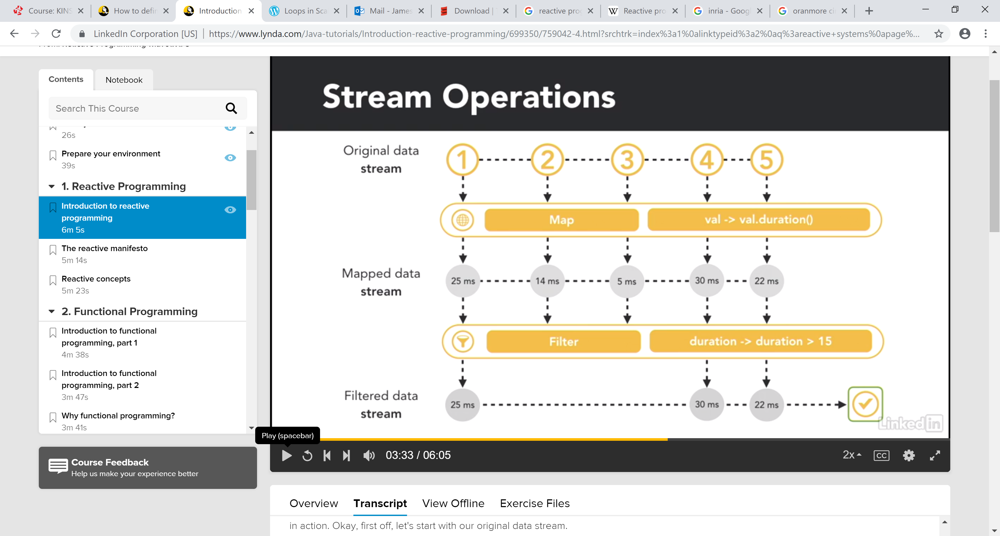 Course: KINS
How to defin
Introduction
Loops in Sca
Mail - James
Download |
reactive prog
Reactive pro
inria - Googl
oranmore ci
LinkedIn Corporation [US] | https://www.lynda.com/Java-tutorials/Introduction-reactive-programming/699350/759042-4.html?srchtrk=index%3a1%0alinktypeid%3a2%0aq%3areactive+systems%0apage%...
Contents
Notebook
Search This Course
26s
Prepare your environment
39s
1. Reactive Programming
Introduction to reactive
programming
6m 5s
The reactive manifesto
5m 14s
Reactive concepts
5m 23s
2. Functional Programming
Introduction to functional
programming, part 1
4m 38s
Introduction to functional
programming, part 2
3m 47s
Why functional programming?
3m 41s
Course Feedback
Help us make your experience better
Stream Operations
Original data
stream
1 2 3 4 5
Map val -> val.duration()
Mapped data
stream
25 ms 14 ms 5 ms 30 ms 22 ms
Filter duration -> duration > 15
Filtered data
stream
25 ms 30 ms 22 ms
Linked in
Play (spacebar)
03:33 / 06:05
2x
CC
Overview Transcript View Offline Exercise Files
in action. Okay, first off, let's start with our original data stream.